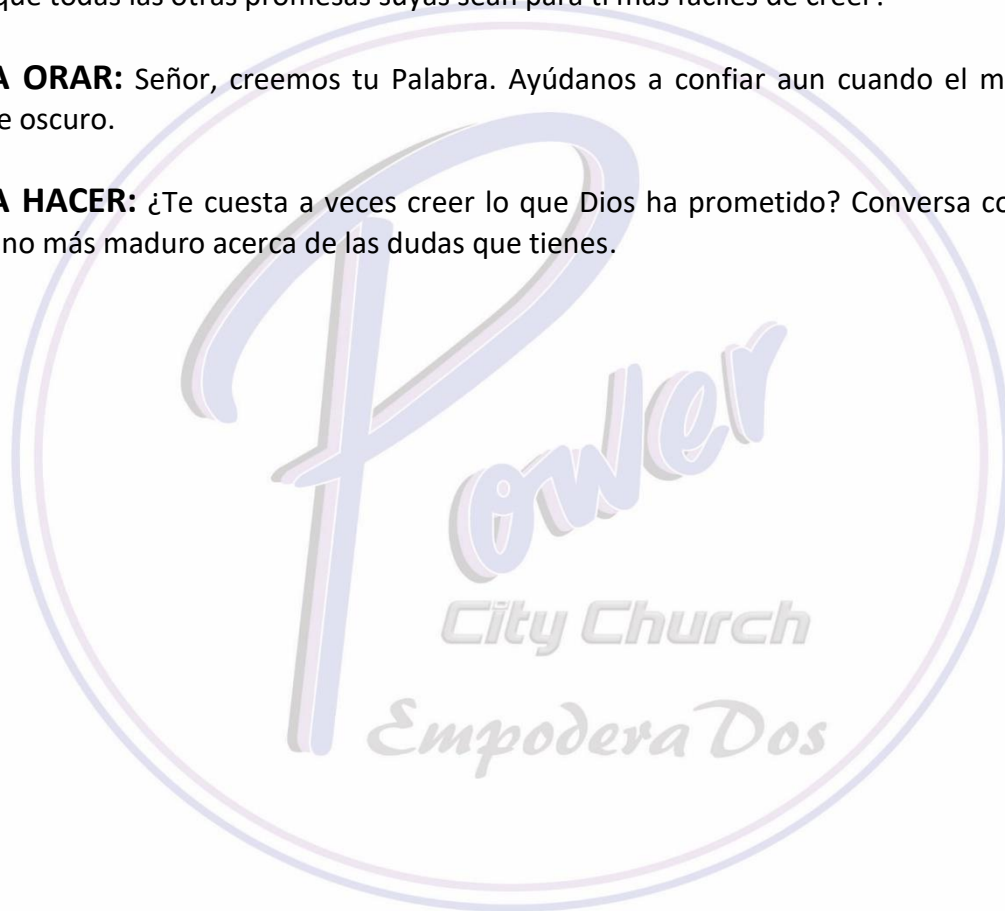 que todas las otras promesas suyas sean para ti más fáciles de creer?
A ORAR: Señor, creemos tu Palabra. Ayúdanos a confiar aun cuando el m
e oscuro.
A HACER: ¿Te cuesta a veces creer lo que Dios ha prometido? Conversa co
no más maduro acerca de las dudas que tienes.
Power
City Church
EmpoderaDos